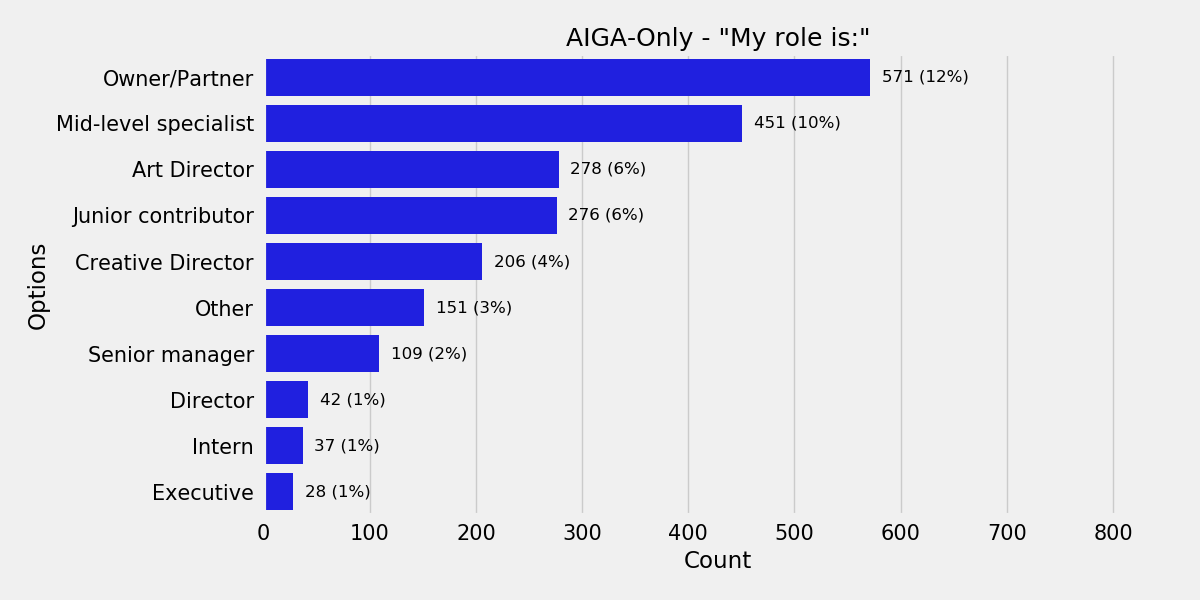 AIGA-Only - "My role is:"
Owner/Partner 571 (12%)
Mid-level specialist 451 (10%)
Art Director 278 (6%)
Junior contributor 276 (6%)
Creative Director 206 (4%)
Other 151 (3%)
Senior manager 109 (2%)
Director 42 (1%)
Intern 37 (1%)
Executive 28 (1%)
Options
0 100 200 300 400 500 600 700 800
Count